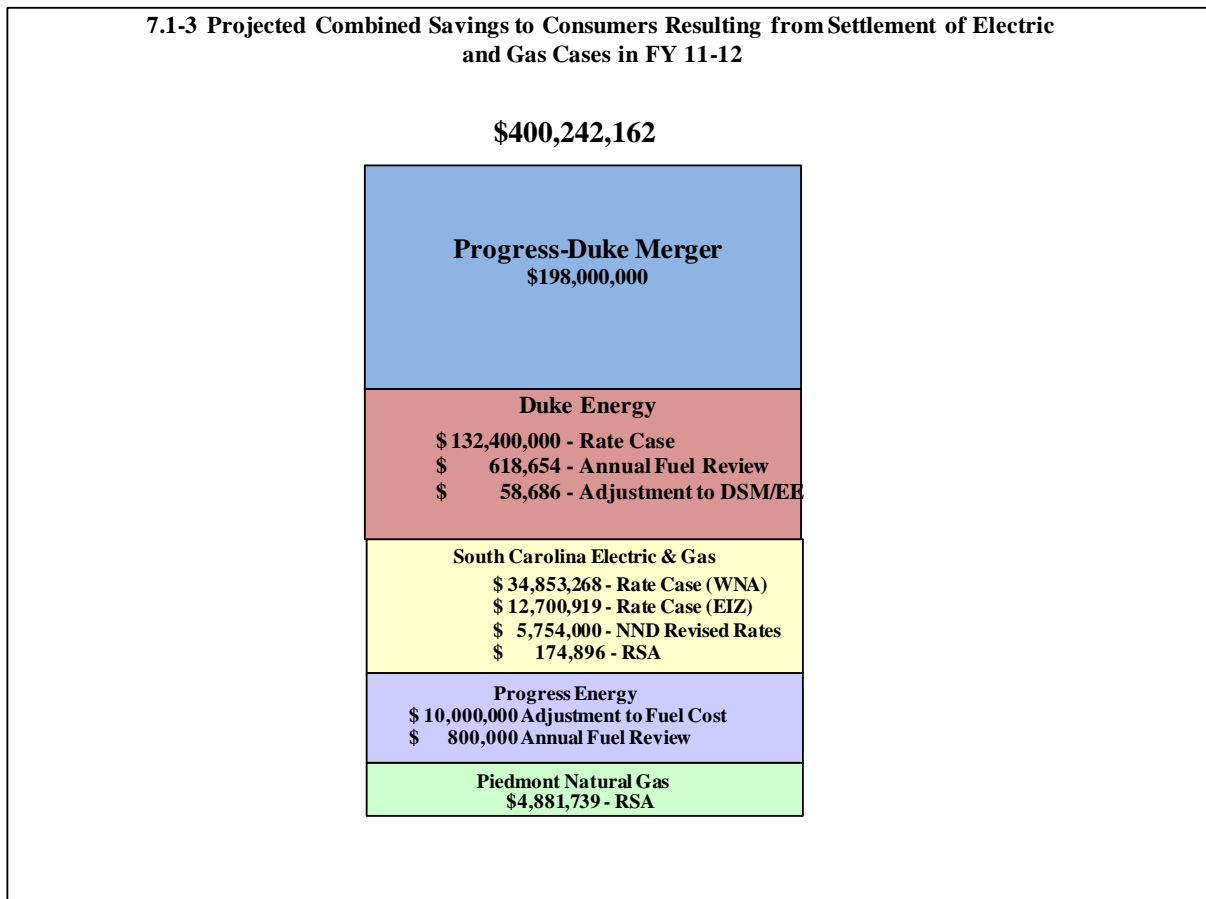 7.1-3 Projected Combined Savings to Consumers Resulting from Settlement of Electric
and Gas Cases in FY 11-12
$400,242,162
Progress-Duke Merger
$198,000,000
Duke Energy
$ 132,400,000 - Rate Case
$ 618,654 - Annual Fuel Review
$ 58,686 - Adjustment to DSM/EE
South Carolina Electric & Gas
$ 34,853,268 - Rate Case (WNA)
$ 12,700,919 - Rate Case (EIZ)
$ 5,754,000 - NND Revised Rates
$ 174,896 - RSA
Progress Energy
$ 10,000,000 Adjustment to Fuel Cost
$ 800,000 Annual Fuel Review
Piedmont Natural Gas
$4,881,739 - RSA